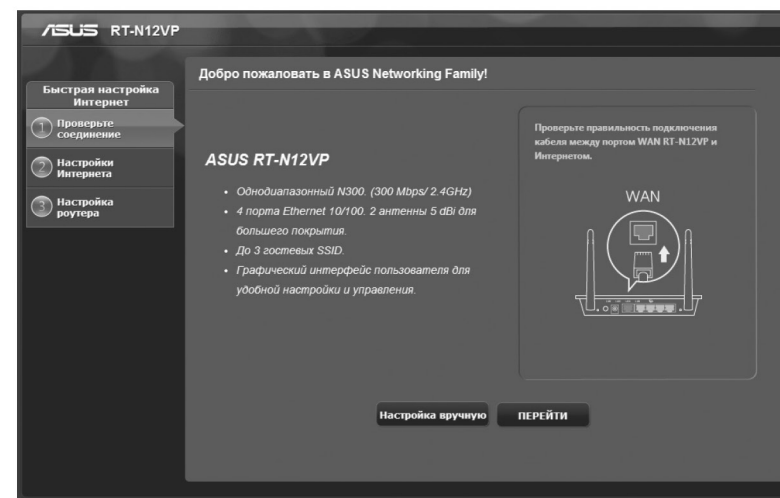 ASUS RT-N12VP
Добро пожаловать в ASUS Networking Family!
Быстрая настройка
Интернет
1 Проверьте
соединение
2 Настройки
Интернета
3 Настройка
роутера
ASUS RT-N12VP
• Однодиапазонный N300. (300 Mbps/ 2.4GHz)
• 4 порта Ethernet 10/100. 2 антенны 5 dBi для
большего покрытия.
• До 3 гостевых SSID.
• Графический интерфейс пользователя для
удобной настройки и управления.
Проверьте правильность подключения
кабеля между портом WAN RT-N12VP и
Интернетом.
WAN
Настройка вручную
ПЕРЕЙТИ